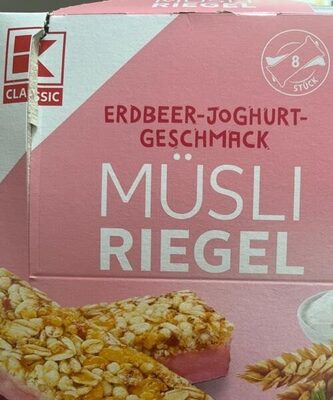 K
CLASSIC
8
STÜCK
ERDBEER-JOGHURT-
GESCHMACK
MÜSLI
RIEGEL